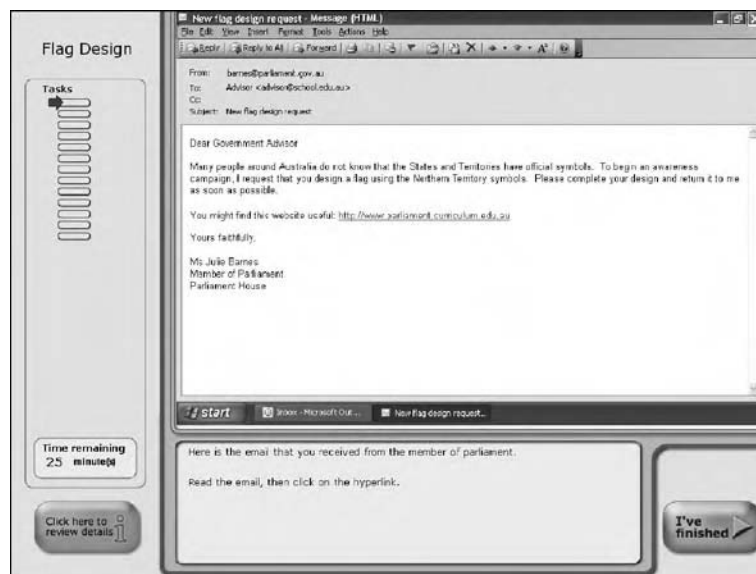 Flag Design
Tasks
Time remaining
25 minute(s)
Click here to
review details
New flag design request - Message (HTML)
File Edit View Insert Format Tools Actions Help
Reply Reply to All Forward
From: barnes@parliament.gov.au
To: Advisor <advisor@school.edu.au>
Cc:
Subject: New flag design request
Dear Government Advisor
Many people around Australia do not know that the States and Territories have official symbols. To begin an awareness
campaign, I request that you design a flag using the Northern Territory symbols. Please complete your design and return it to me
as soon as possible.
You might find this website useful: http://www.parliament.curriculum.edu.au
Yours faithfully,
Ms Julie Barnes
Member of Parliament
Parliament House
start
Inbox - Microsoft Out ...
New flag design request...
Here is the email that you received from the member of parliament.
Read the email, then click on the hyperlink.
I've
finished